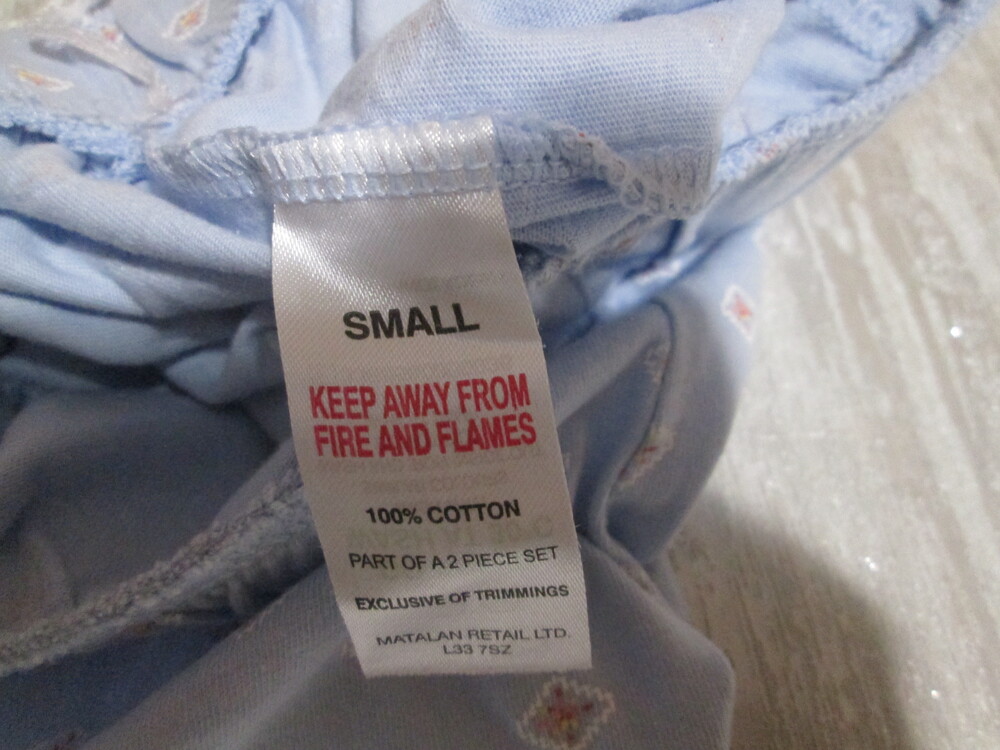 SMALL
KEEP AWAY FROM
FIRE AND FLAMES
100% COTTON
PART OF A 2 PIECE SET
EXCLUSIVE OF TRIMMINGS
MATALAN RETAIL LTD.
L33 7SZ